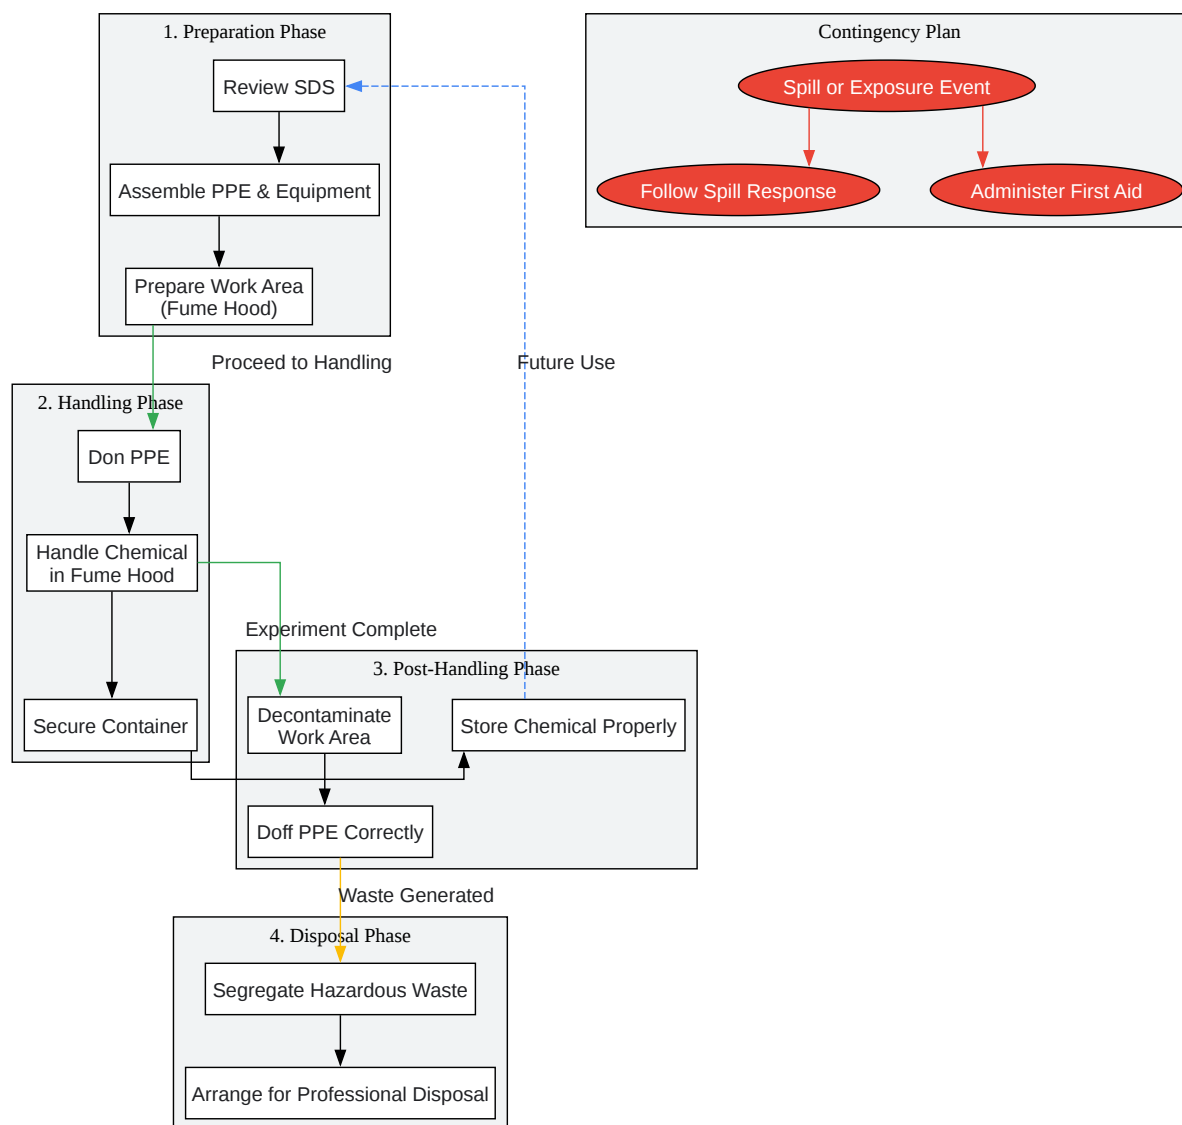 1. Preparation Phase
Review SDS
Assemble PPE & Equipment
Prepare Work Area
(Fume Hood)
Contingency Plan
Spill or Exposure Event
Follow Spill Response
Administer First Aid
Proceed to Handling
Future Use
2. Handling Phase
Don PPE
Handle Chemical
in Fume Hood
Secure Container
Experiment Complete
3. Post-Handling Phase
Decontaminate
Work Area
Store Chemical Properly
Doff PPE Correctly
Waste Generated
4. Disposal Phase
Segregate Hazardous Waste
Arrange for Professional Disposal